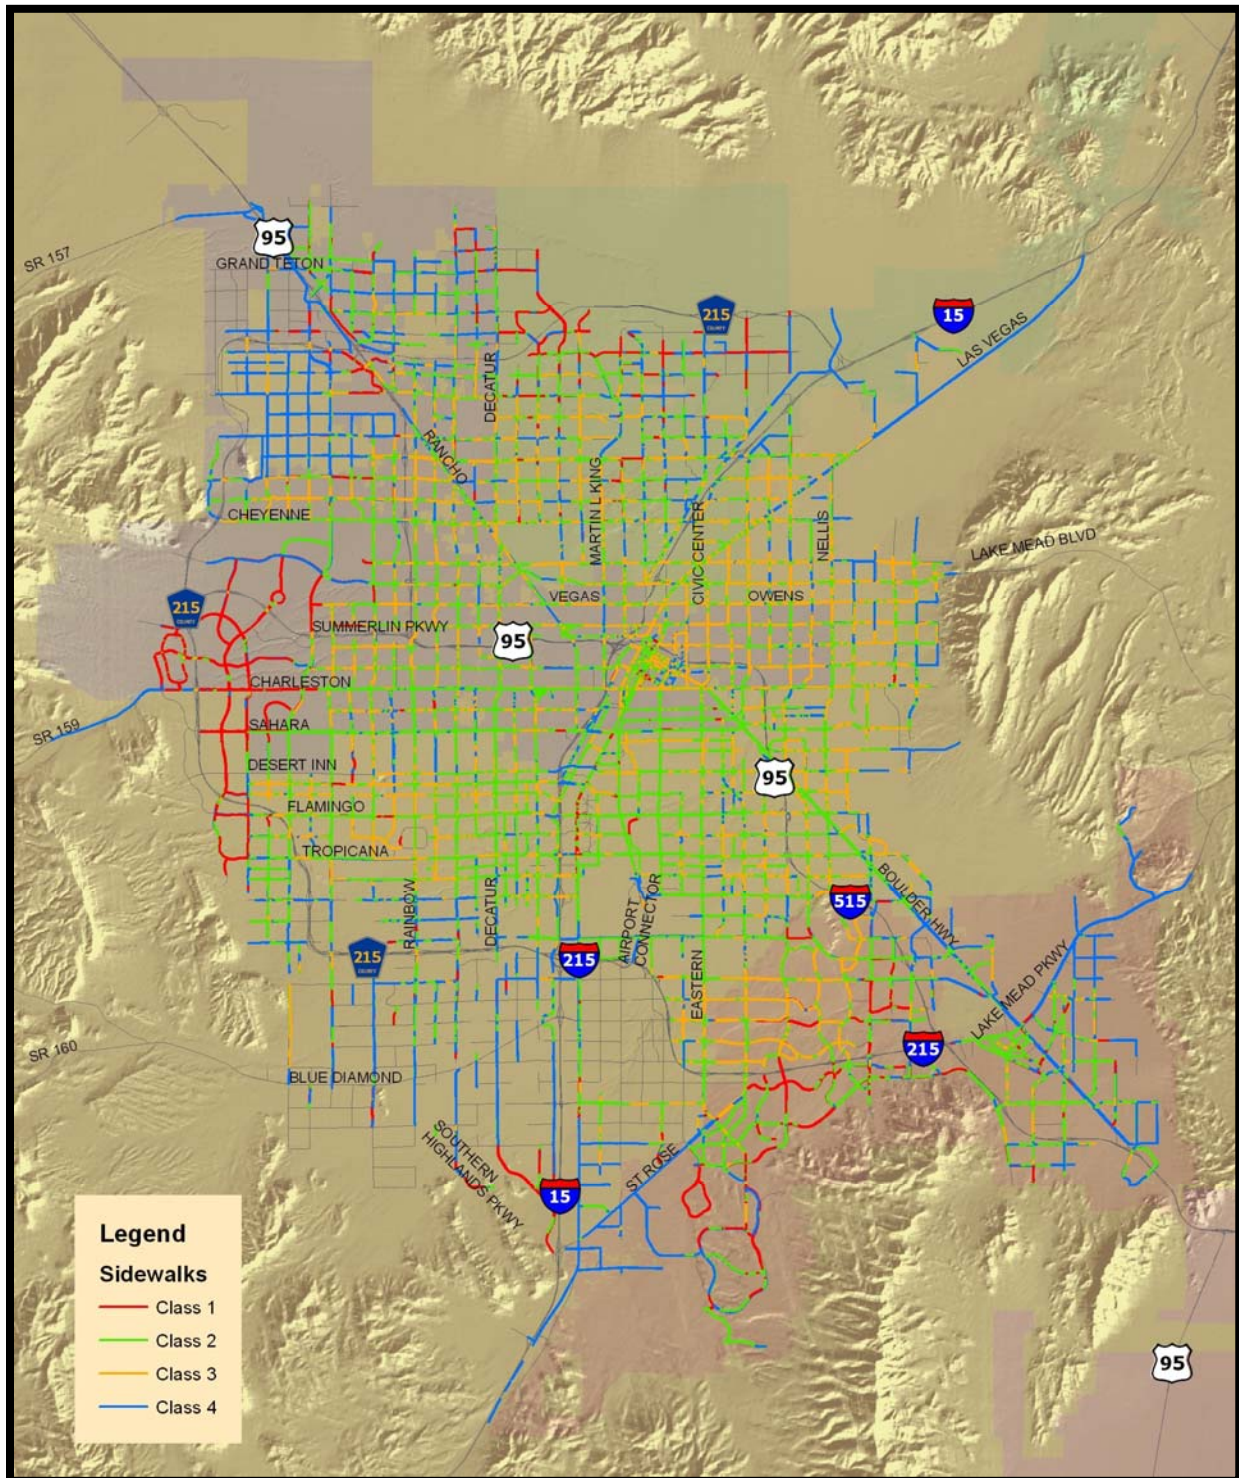 95
SR 157
GRAND TETON
215
COUNTY
15
LAS VEGAS
DECATUR
RANCHO
MARTIN L KING
CIVIC CENTER
NELLIS
CHEYENNE
LAKE MEAD BLVD
215
COUNTY
VEGAS
OWENS
SUMMERLIN PKWY
95
CHARLESTON
SR 159
SAHARA
DESERT INN
95
FLAMINGO
TROPICANA
RAINBOW
DECATUR
AIRPORT
CONNECTOR
515
BOULDER HWY
215
COUNTY
215
EASTERN
LAKE MEAD PKWY
215
SR 160
BLUE DIAMOND
SOUTHERN
HIGHLANDS PKWY
ST ROSE
15
95
Legend
Sidewalks
Class 1
Class 2
Class 3
Class 4